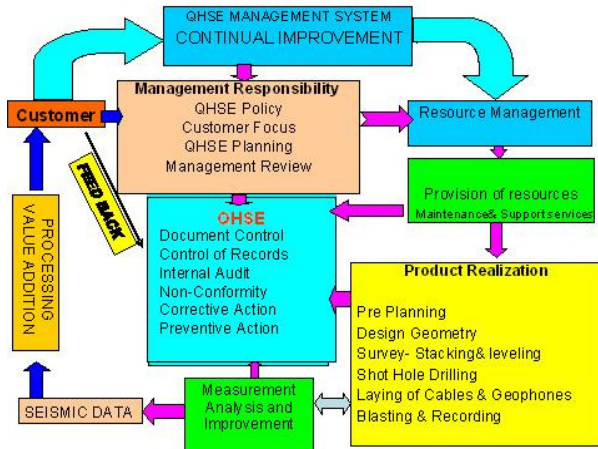 QHSE MANAGEMENT SYSTEM
CONTINUAL IMPROVEMENT
Management Responsibility
QHSE Policy
Customer Focus
QHSE Planning
Management Review
Customer
Resource Management
FEED BACK
Provision of resources
Maintenance& Support services
QHSE
Document Control
Control of Records
Internal Audit
Non-Conformity
Corrective Action
Preventive Action
PROCESSING
VALUE ADDITION
Product Realization
Pre Planning
Design Geometry
Survey- Stacking& leveling
Shot Hole Drilling
Laying of Cables & Geophones
Blasting & Recording
Measurement
Analysis and
Improvement
SEISMIC DATA